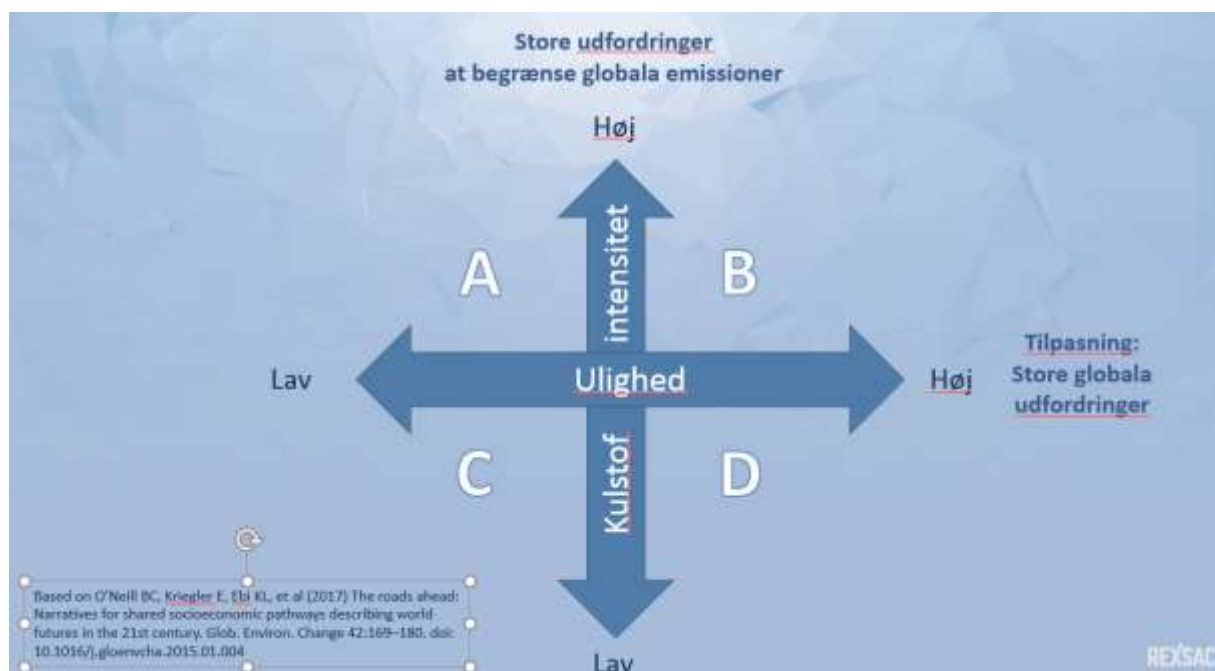 Store udfordringer
at begrænse globala emissioner
Høj
intensitet
A
B
Lav
Ulighed
Høj
Tilpasning:
Store globala
udfordringer
C
Kulstof
D
Based on O'Neill BC, Kriegler E, Ebi KL, et al (2017) The roads ahead:
Narratives for shared socioeconomic pathways describing world
futures in the 21st century. Glob. Environ. Change 42:169–180. doi:
10.1016/j.gloenvcha.2015.01.004
Lav
REXSAC